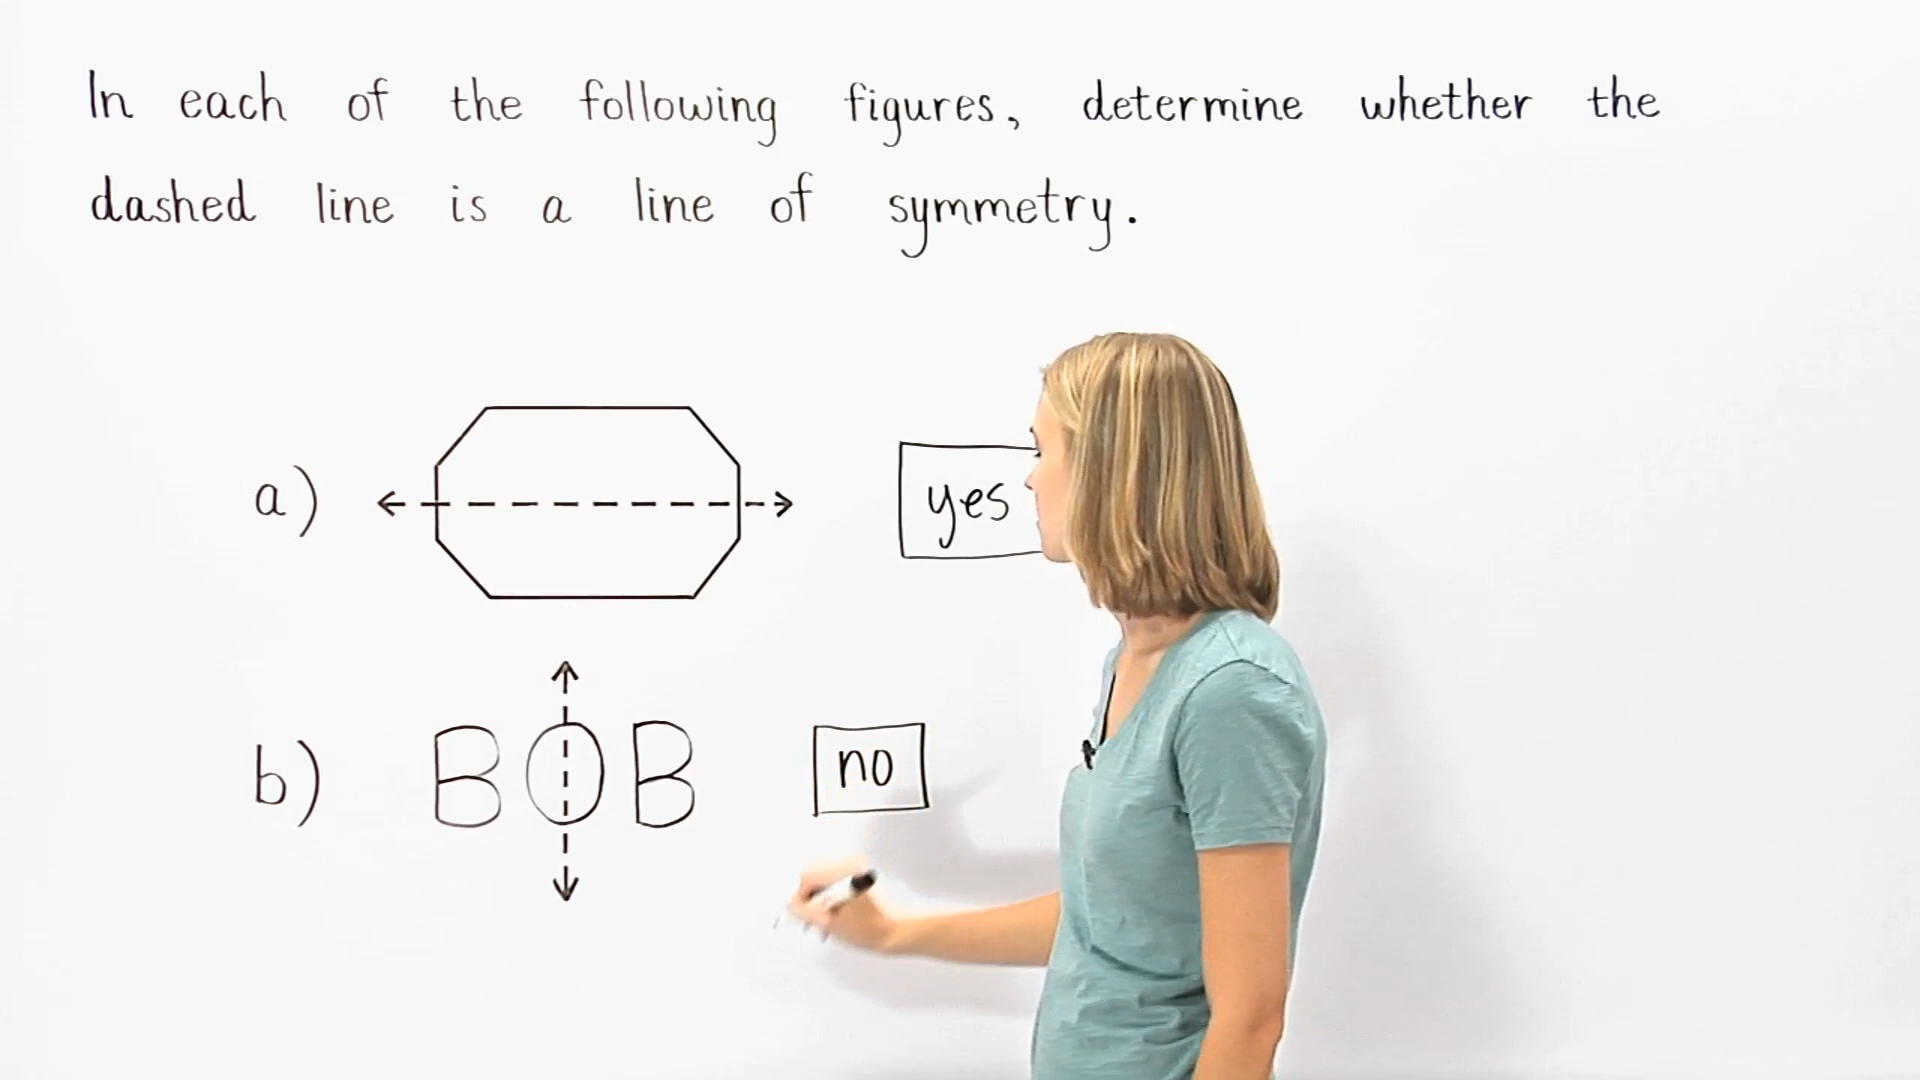 In each of the following figures, determine whether the
dashed line is a line of symmetry.
a) yes
b) BOB no